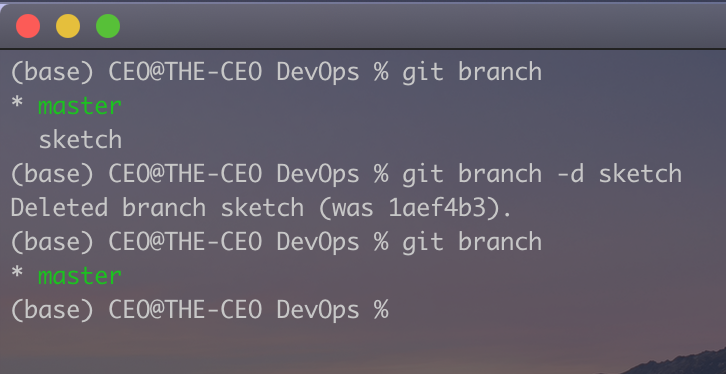 (base) CEO@THE-CEO DevOps % git branch
* master
  sketch
(base) CEO@THE-CEO DevOps % git branch -d sketch
Deleted branch sketch (was 1aef4b3).
(base) CEO@THE-CEO DevOps % git branch
* master
(base) CEO@THE-CEO DevOps %